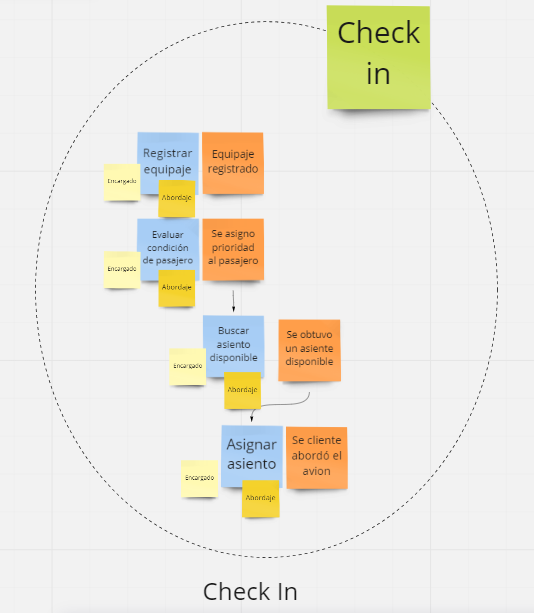 Check
in
Registrar
equipaje
Equipaje
registrado
Encargado
Abordaje
Evaluar
condición
de pasajero
Se asigno
prioridad
al pasajero
Encargado
Abordaje
Buscar
asiento
disponible
Se obtuvo
un asiente
disponible
Encargado
Abordaje
Asignar
asiento
Se cliente
abordó el
avion
Encargado
Abordaje
Check In